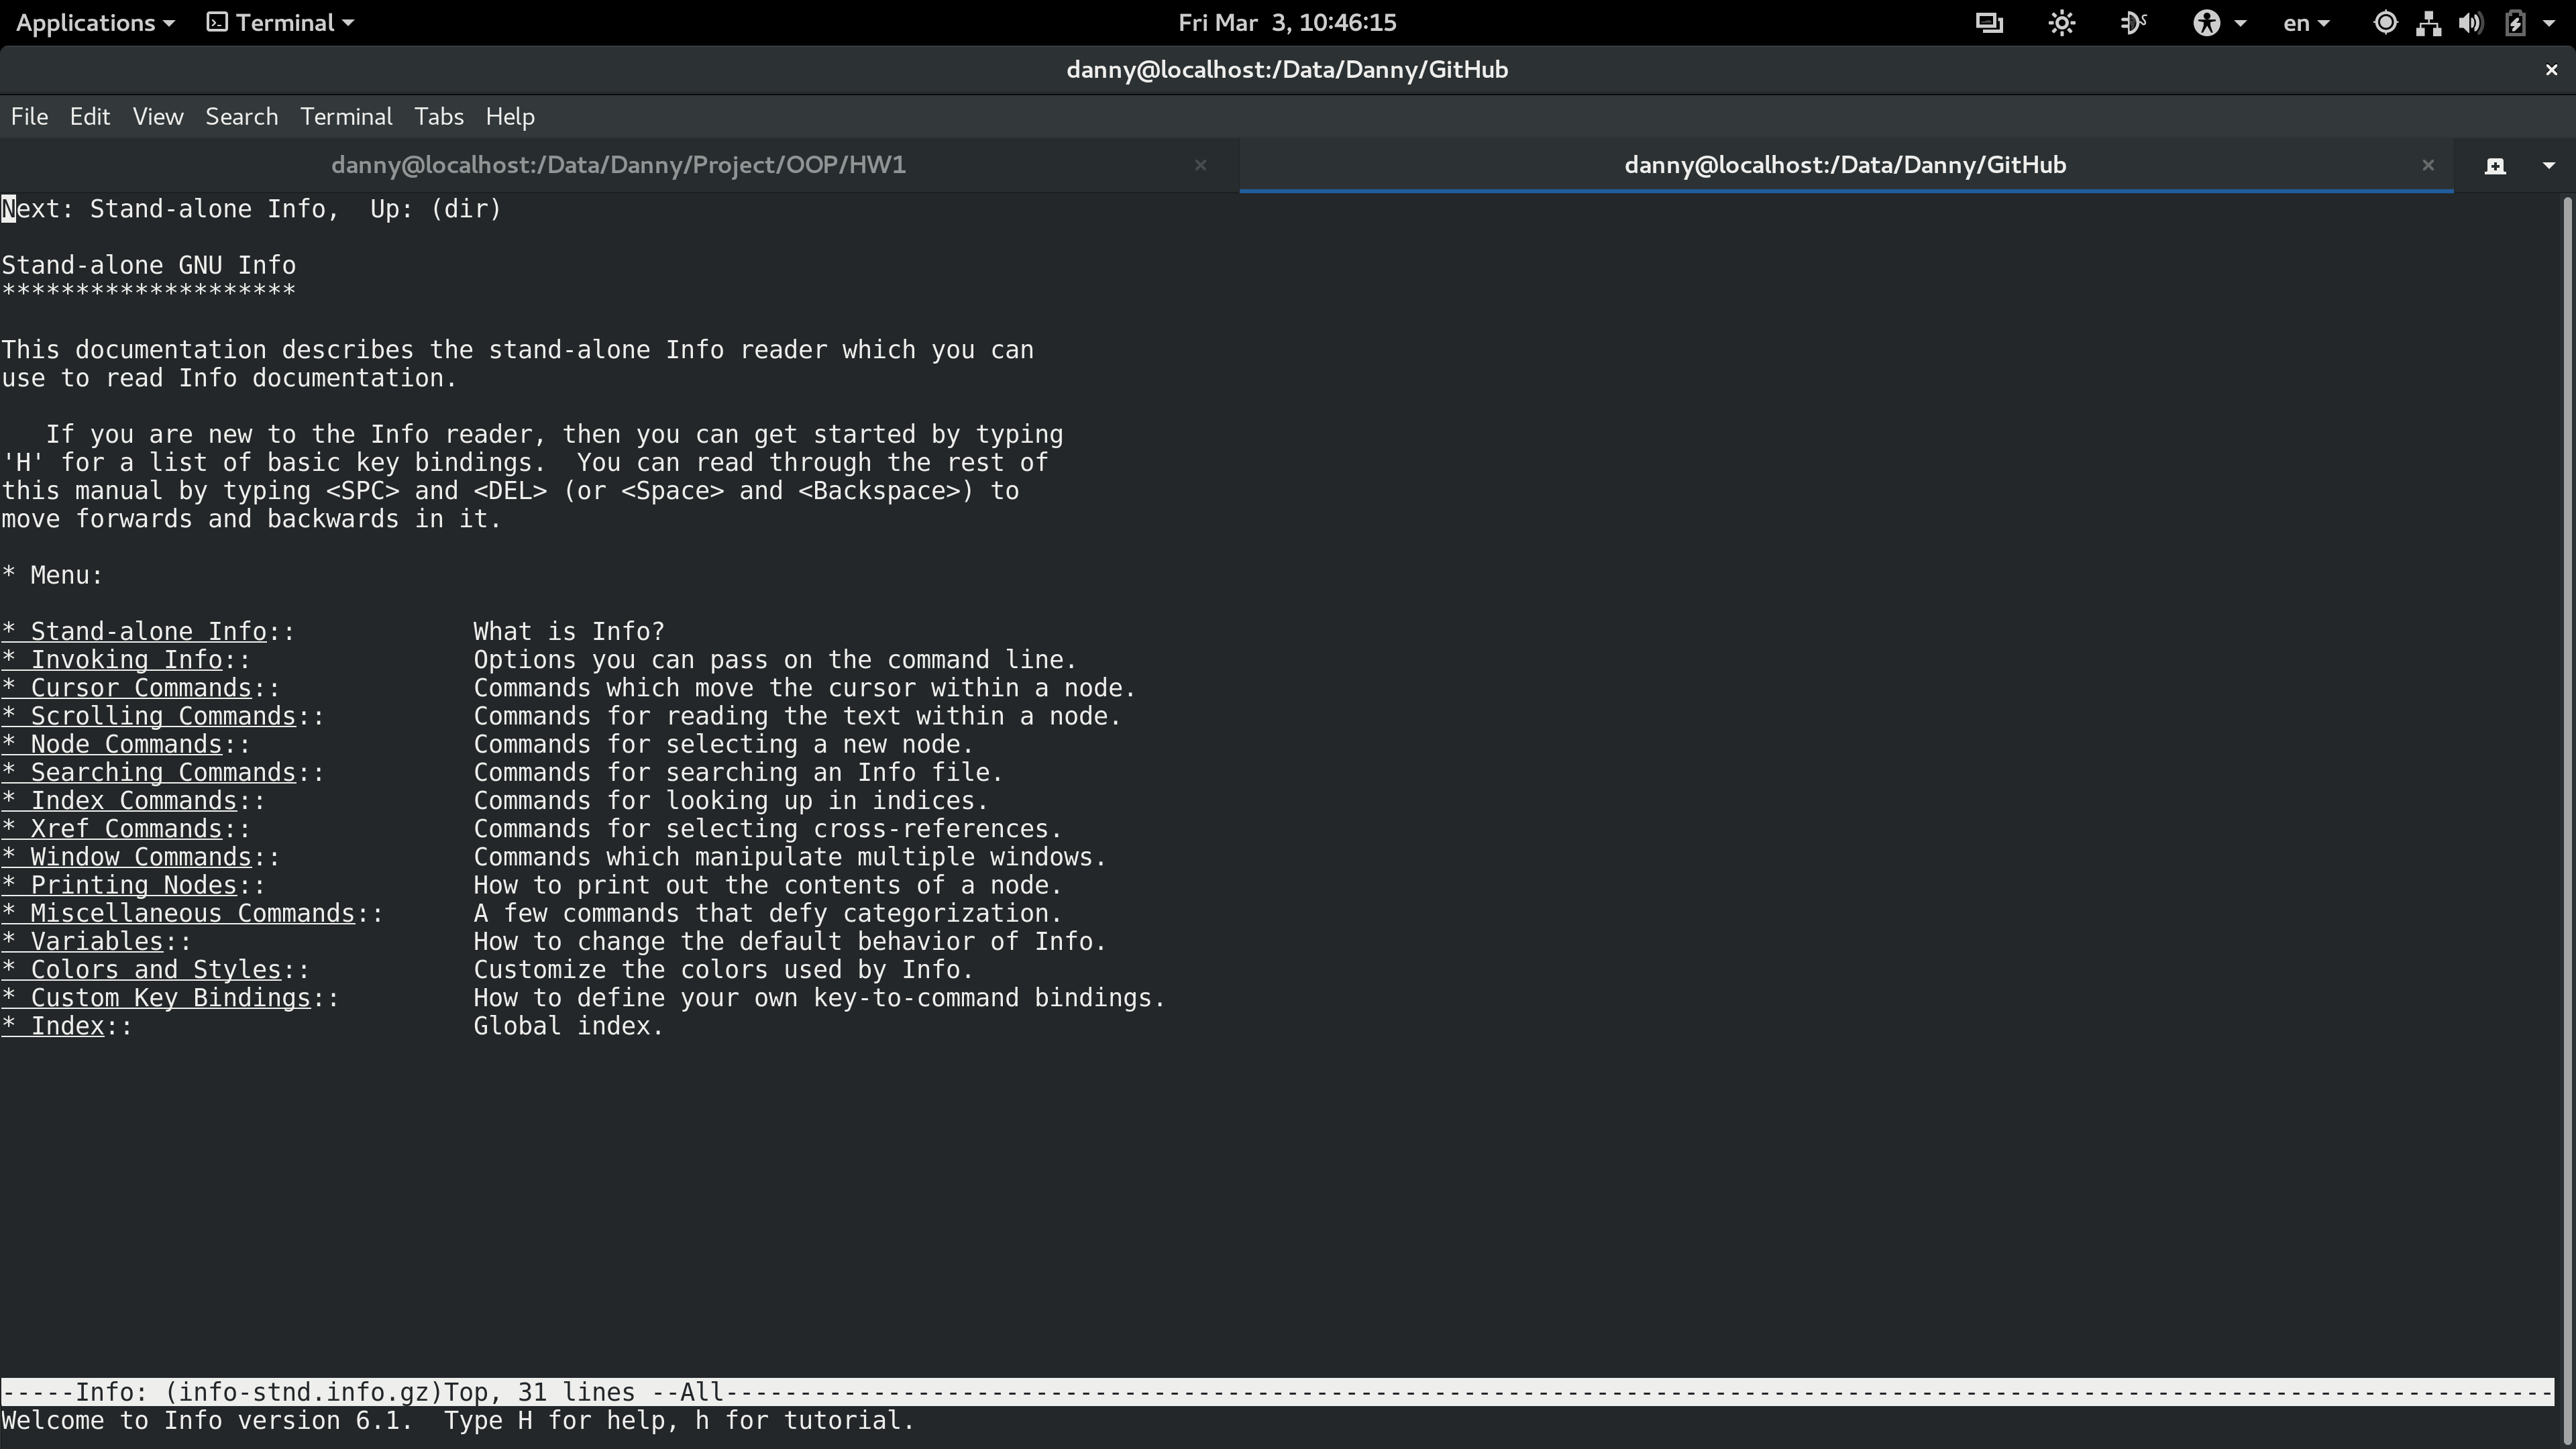 Applications Terminal Fri Mar  3, 10:46:15 en
danny@localhost:/Data/Danny/GitHub
File Edit View Search Terminal Tabs Help
danny@localhost:/Data/Danny/Project/OOP/HW1 danny@localhost:/Data/Danny/GitHub
Next: Stand-alone Info,  Up: (dir)
Stand-alone GNU Info
********************
This documentation describes the stand-alone Info reader which you can
use to read Info documentation.
   If you are new to the Info reader, then you can get started by typing
'H' for a list of basic key bindings.  You can read through the rest of
this manual by typing <SPC> and <DEL> (or <Space> and <Backspace>) to
move forwards and backwards in it.
* Menu:
* Stand-alone Info::            What is Info?
* Invoking Info::               Options you can pass on the command line.
* Cursor Commands::             Commands which move the cursor within a node.
* Scrolling Commands::          Commands for reading the text within a node.
* Node Commands::               Commands for selecting a new node.
* Searching Commands::          Commands for searching an Info file.
* Index Commands::              Commands for looking up in indices.
* Xref Commands::               Commands for selecting cross-references.
* Window Commands::             Commands which manipulate multiple windows.
* Printing Nodes::              How to print out the contents of a node.
* Miscellaneous Commands::      A few commands that defy categorization.
* Variables::                   How to change the default behavior of Info.
* Colors and Styles::           Customize the colors used by Info.
* Custom Key Bindings::         How to define your own key-to-command bindings.
* Index::                       Global index.
-----Info: (info-stnd.info.gz)Top, 31 lines --All----------------------------------------------------------------------------------------------------------------------------
Welcome to Info version 6.1.  Type H for help, h for tutorial.